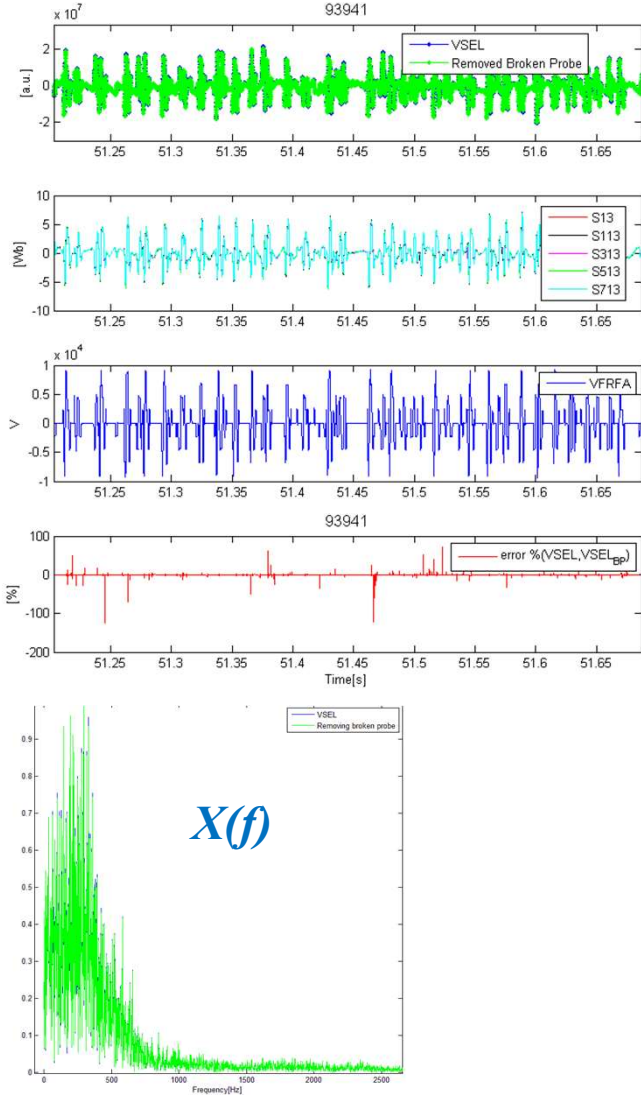 93941
x 10^7
2
0
-2
[a.u.]
VSEL
Removed Broken Probe
51.25 51.3 51.35 51.4 51.45 51.5 51.55 51.6 51.65
10
5
0
-5
-10
[Wb]
S13
S113
S313
S513
S713
51.25 51.3 51.35 51.4 51.45 51.5 51.55 51.6 51.65
x 10^4
1
0.5
0
-0.5
-1
V
VFRFA
51.25 51.3 51.35 51.4 51.45 51.5 51.55 51.6 51.65
93941
100
0
-100
-200
[%]
error %(VSEL,VSEL_BP)
51.25 51.3 51.35 51.4 51.45 51.5 51.55 51.6 51.65
Time[s]
VSEL
Removing broken probe
X(f)
0.9
0.8
0.7
0.6
0.5
0.4
0.3
0.2
0.1
0
0 500 1000 1500 2000 2500
Frequency[Hz]